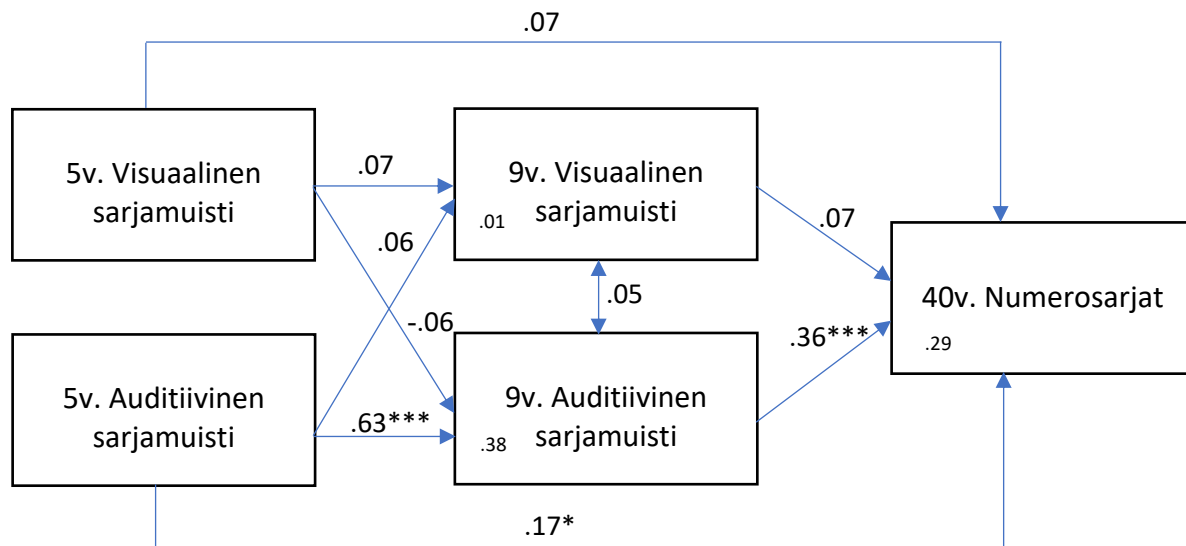 .07
5v. Visuaalinen
sarjamuisti
.07
9v. Visuaalinen
sarjamuisti
.01
.07
.06
.05
-.06
40v. Numerosarjat
.29
.36***
5v. Auditiivinen
sarjamuisti
.63***
9v. Auditiivinen
sarjamuisti
.38
.17*